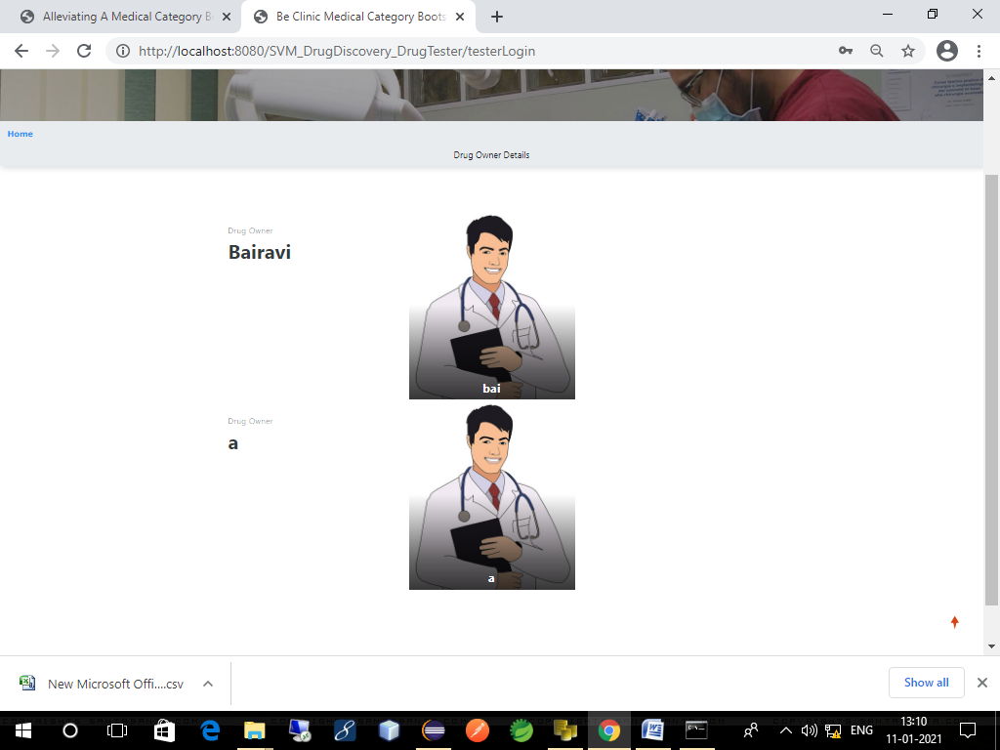 Alleviating A Medical Category B
Be Clinic Medical Category Boots
http://localhost:8080/SVM_DrugDiscovery_DrugTester/testerLogin
Home
Drug Owner Details
Drug Owner
Bairavi
bai
Drug Owner
a
a
New Microsoft Offi....csv
Show all
ENG
13:10
11-01-2021